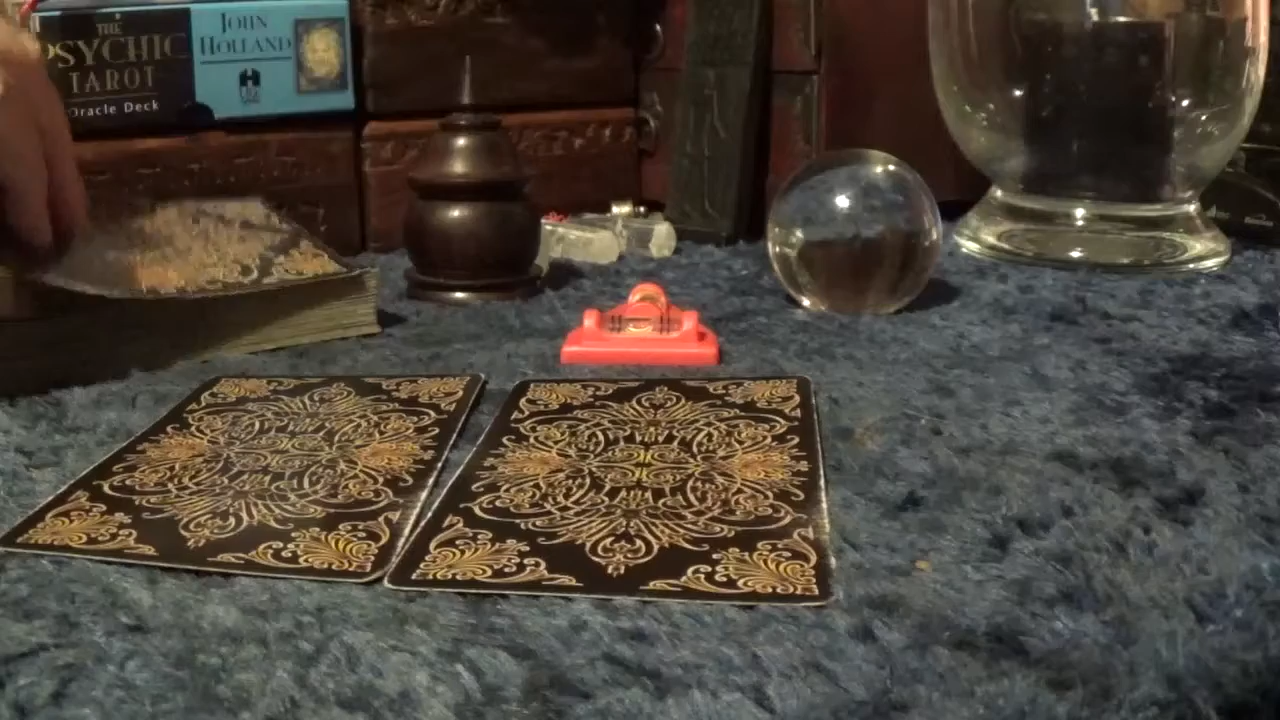 THE
PSYCHIC
TAROT
Oracle Deck
JOHN
HOLLAND